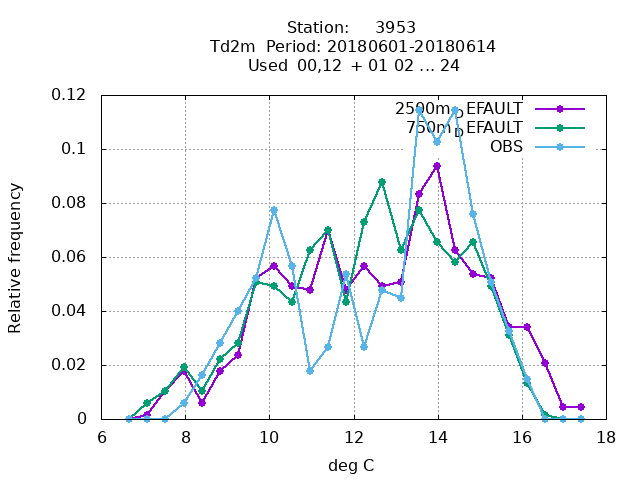 Station: 3953
Td2m Period: 20180601-20180614
Used 00,12 + 01 02 ... 24
2500m_DEFAULT
750m_DEFAULT
OBS
Relative frequency
0.12
0.1
0.08
0.06
0.04
0.02
0
6 8 10 12 14 16 18
deg C